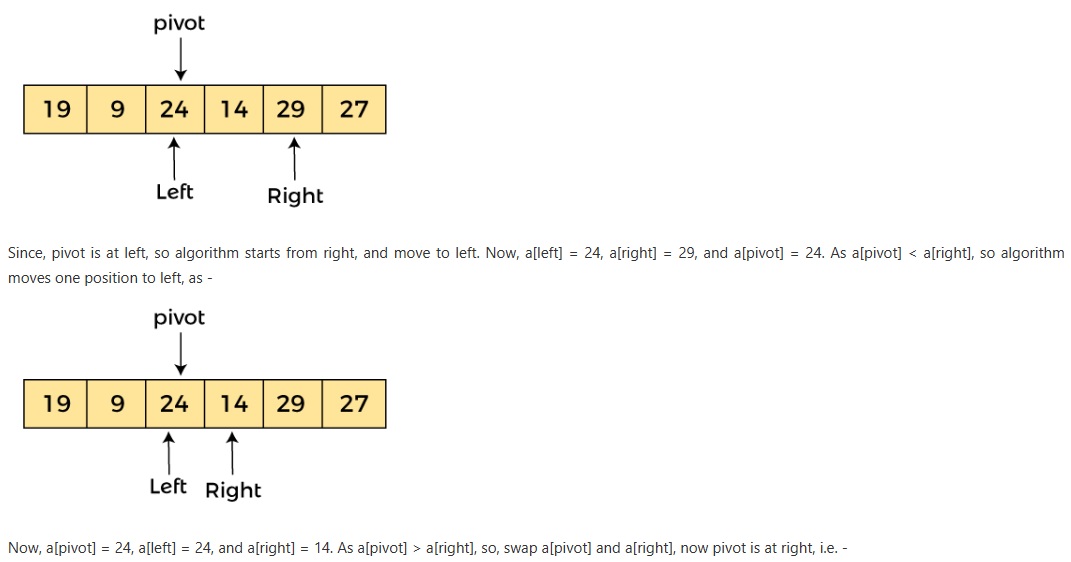 pivot
19 9 24 14 29 27
Left Right
Since, pivot is at left, so algorithm starts from right, and move to left. Now, a[left] = 24, a[right] = 29, and a[pivot] = 24. As a[pivot] < a[right], so algorithm
moves one position to left, as -
pivot
19 9 24 14 29 27
Left Right
Now, a[pivot] = 24, a[left] = 24, and a[right] = 14. As a[pivot] > a[right], so, swap a[pivot] and a[right], now pivot is at right, i.e. -